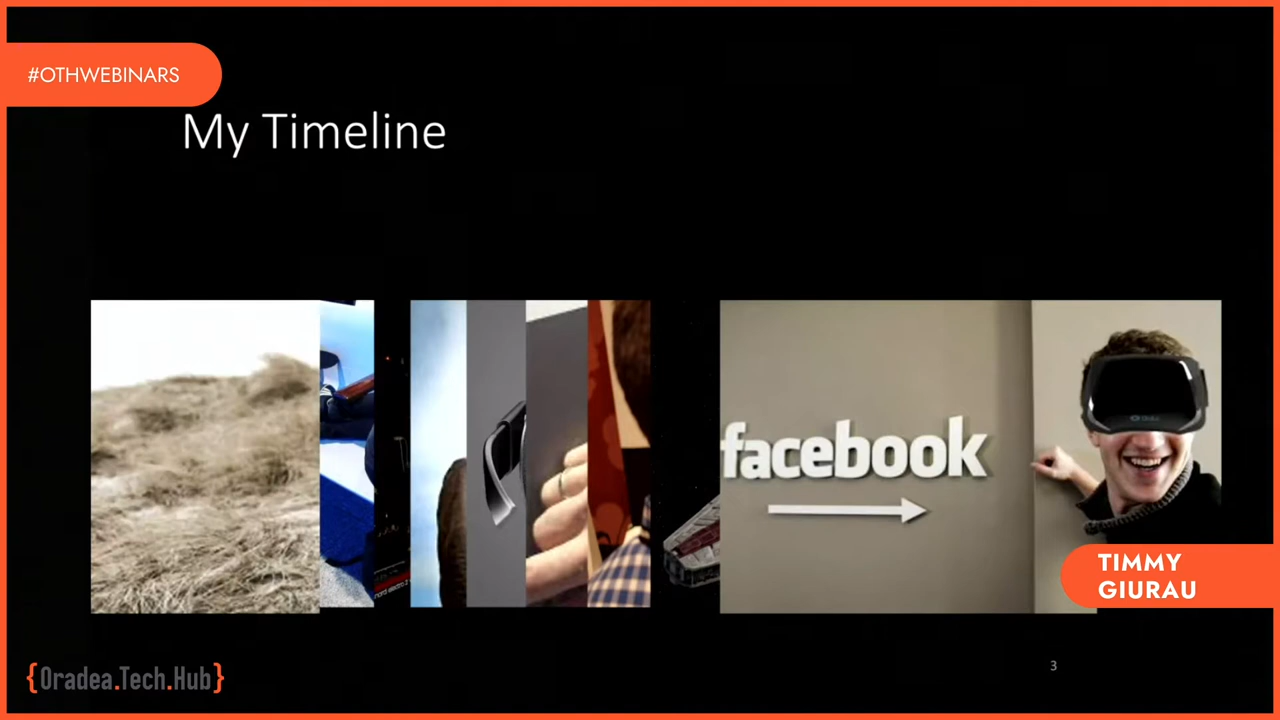 #OTHWEBINARS
My Timeline
facebook
TIMMY
GIURAU
3
{Oradea.Tech.Hub}